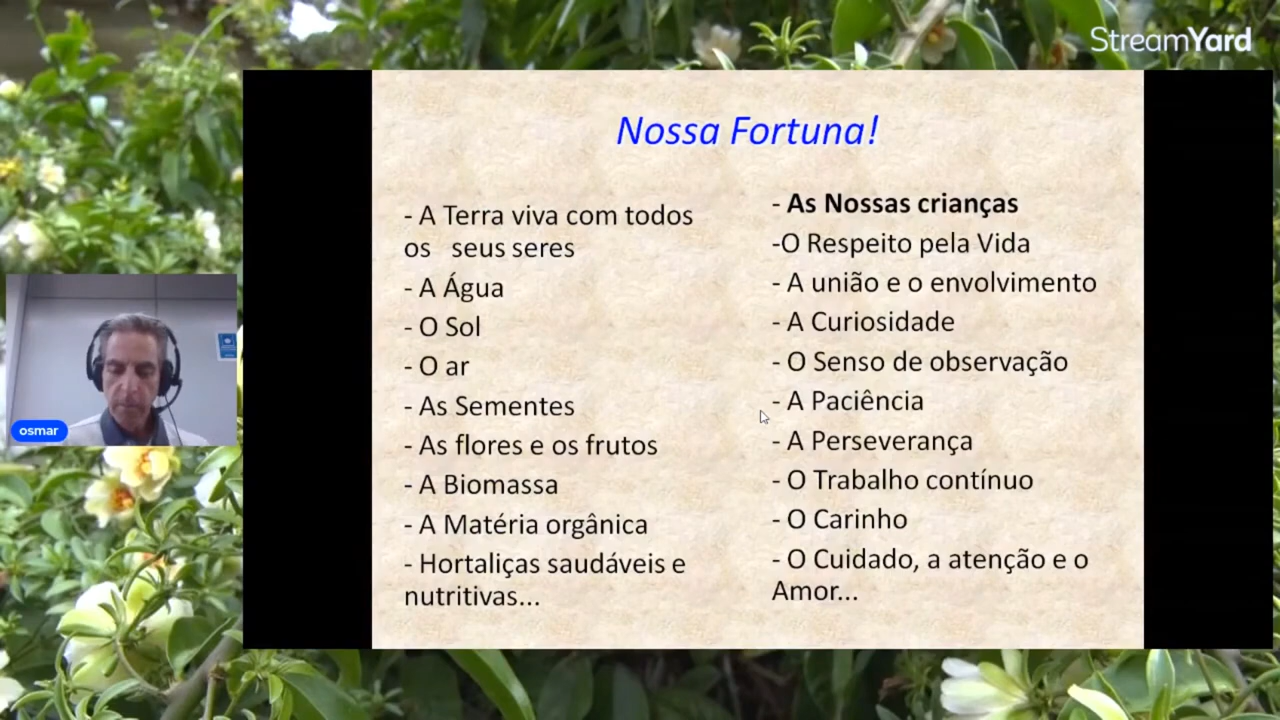 StreamYard
Nossa Fortuna!
- A Terra viva com todos
os seus seres
- A Água
- O Sol
- O ar
- As Sementes
- As flores e os frutos
- A Biomassa
- A Matéria orgânica
- Hortaliças saudáveis e
nutritivas...
- As Nossas crianças
-O Respeito pela Vida
- A união e o envolvimento
- A Curiosidade
- O Senso de observação
- A Paciência
- A Perseverança
- O Trabalho contínuo
- O Carinho
- O Cuidado, a atenção e o
Amor...
osmar